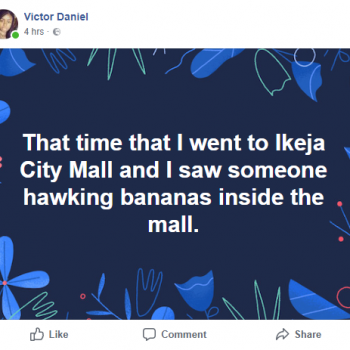 Victor Daniel
4 hrs ·
That time that I went to Ikeja
City Mall and I saw someone
hawking bananas inside the
mall.
Like Comment Share